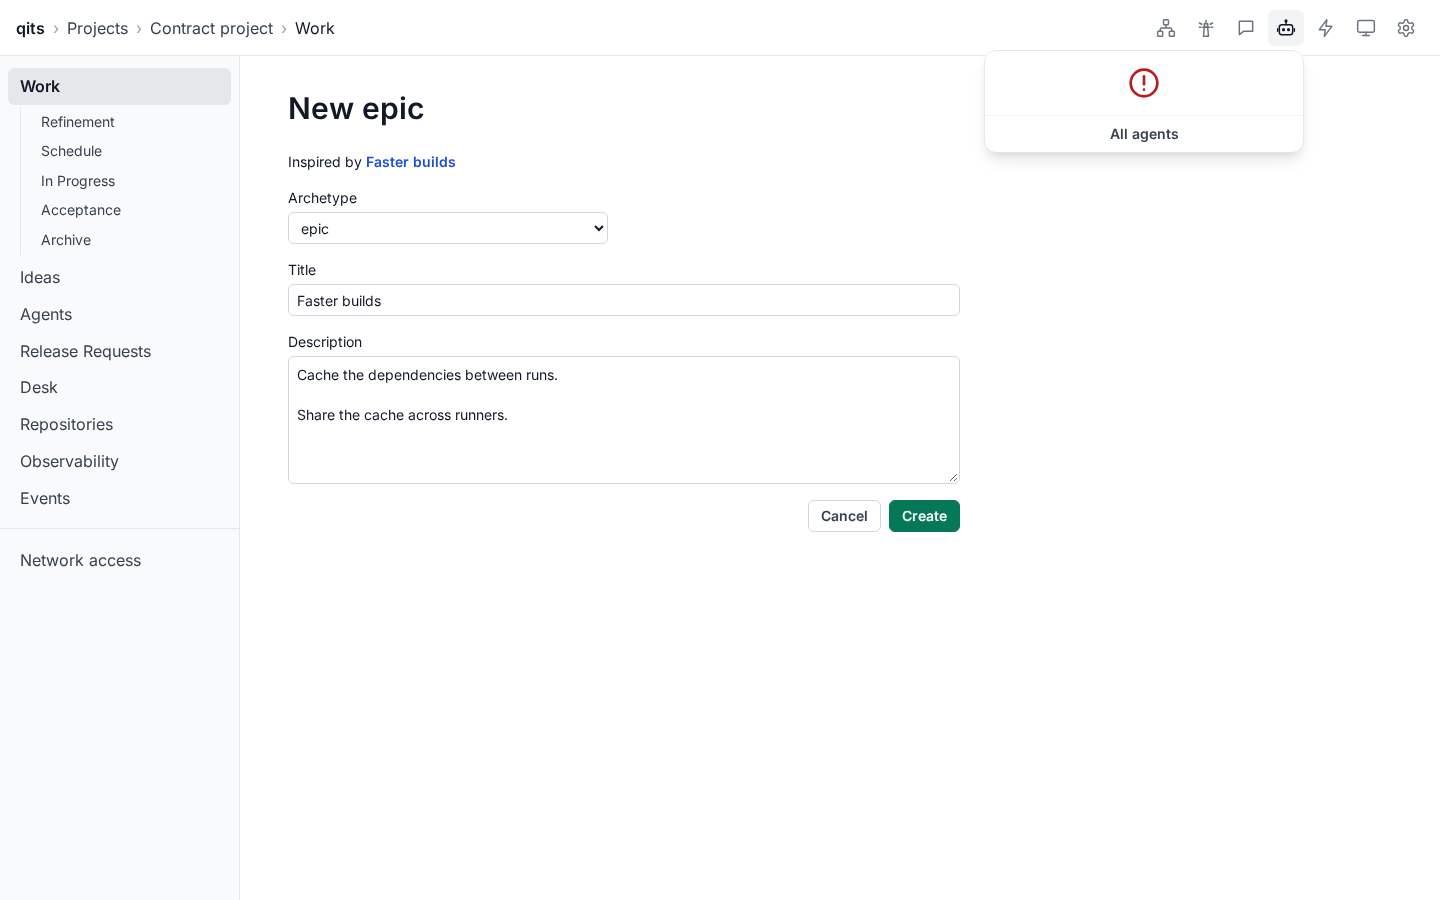 qits › Projects › Contract project › Work
All agents
Work
Refinement
Schedule
In Progress
Acceptance
Archive
Ideas
Agents
Release Requests
Desk
Repositories
Observability
Events
Network access
New epic
Inspired by Faster builds
Archetype
epic
Title
Faster builds
Description
Cache the dependencies between runs.
Share the cache across runners.
Cancel Create